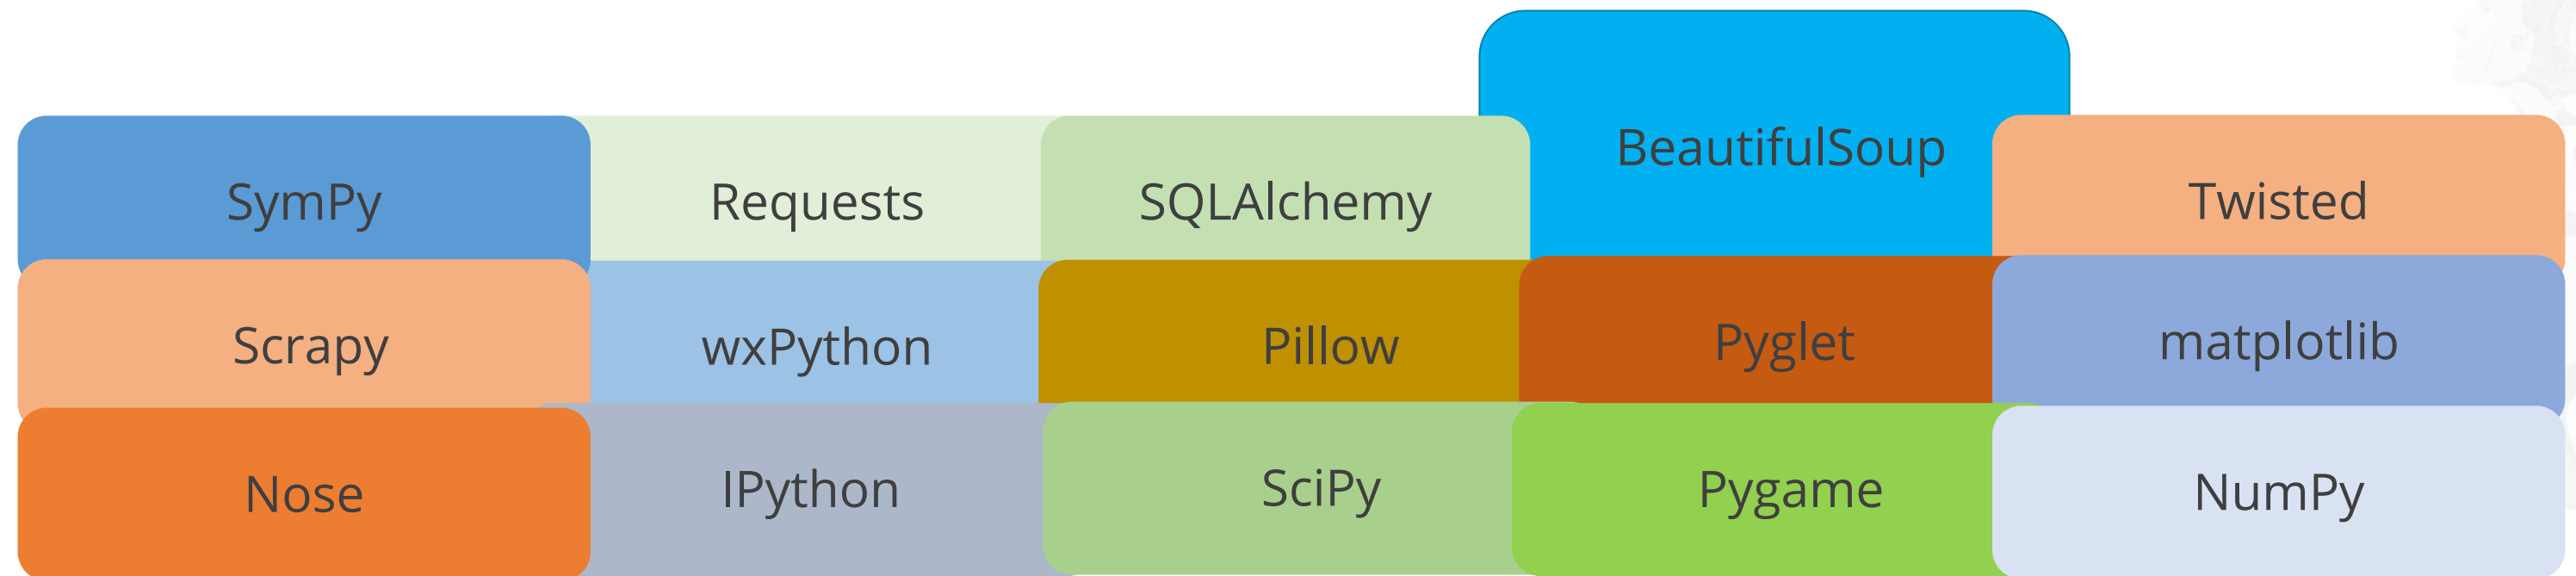 BeautifulSoup
SymPy
Requests
SQLAlchemy
Twisted
Scrapy
wxPython
Pillow
Pyglet
matplotlib
Nose
IPython
SciPy
Pygame
NumPy